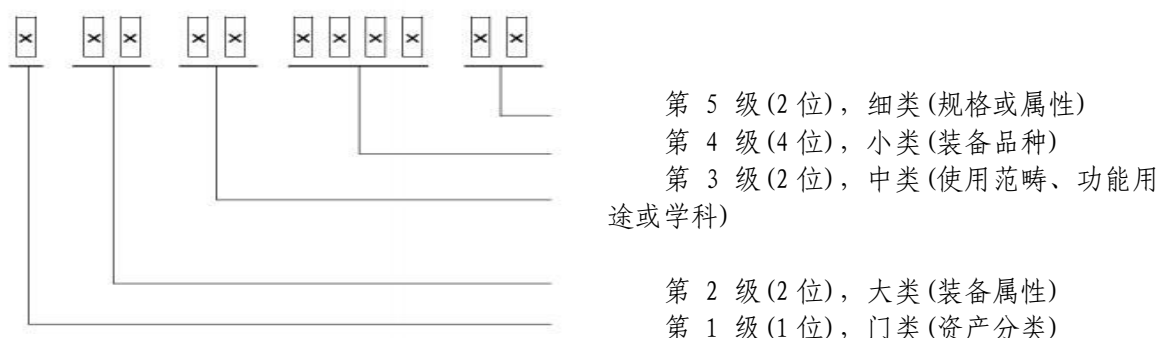 × ×× ×× ×××× ××
第 5 级(2 位)，细类(规格或属性)
第 4 级(4 位)，小类(装备品种)
第 3 级(2 位)，中类(使用范畴、功能用
途或学科)
第 2 级(2 位)，大类(装备属性)
第 1 级(1 位)，门类(资产分类)